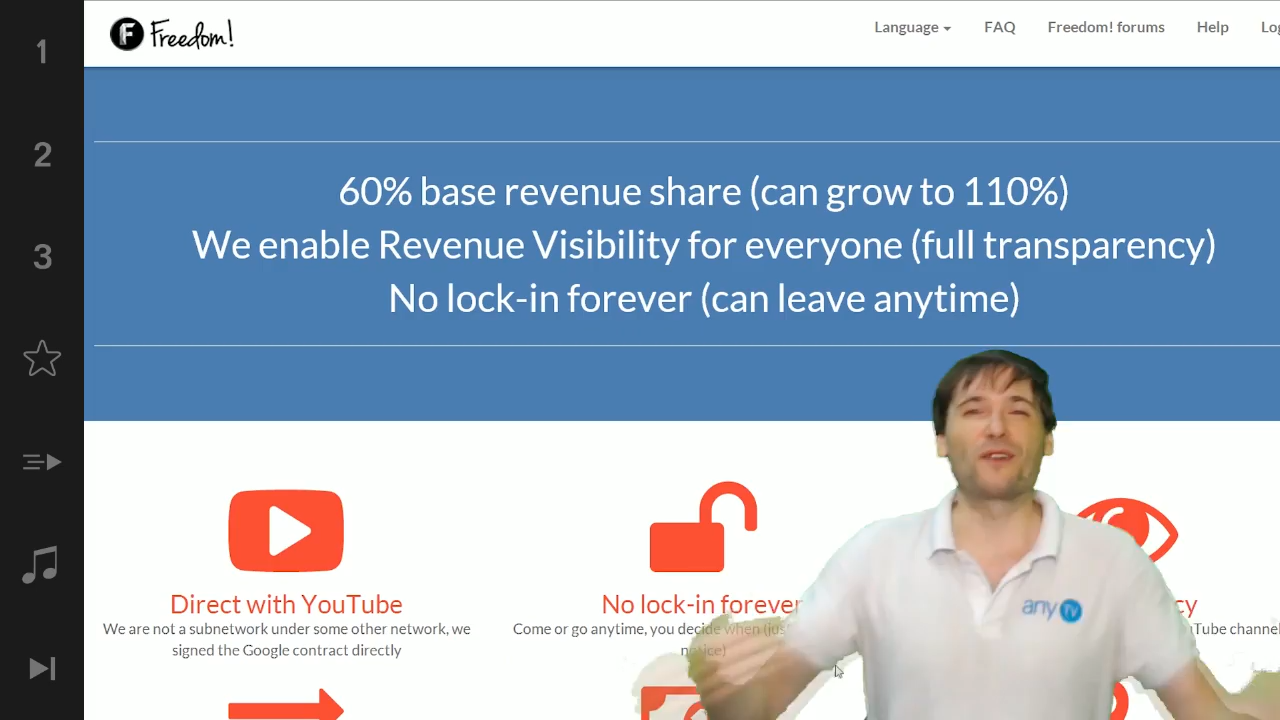 1
2
3
F Freedom!
Language FAQ Freedom! forums Help
60% base revenue share (can grow to 110%)
We enable Revenue Visibility for everyone (full transparency)
No lock-in forever (can leave anytime)
Direct with YouTube
We are not a subnetwork under some other network, we
signed the Google contract directly
No lock-in forever
Come or go anytime, you decide when
notice)
any TV